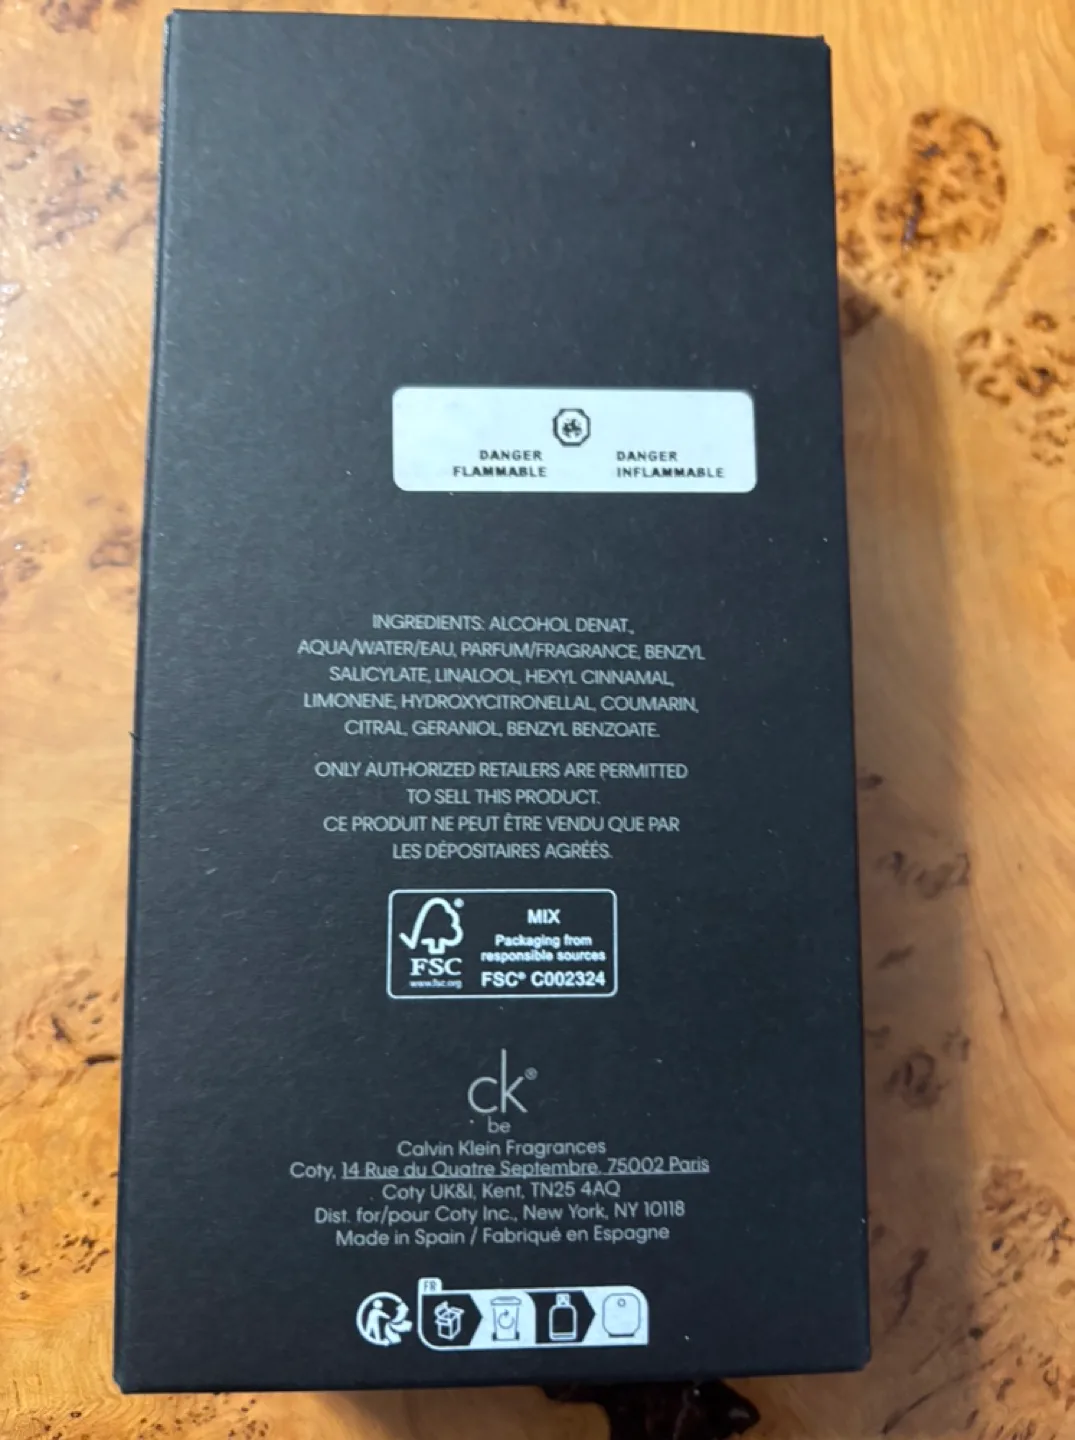 DANGER DANGER
FLAMMABLE INFLAMMABLE
INGREDIENTS: ALCOHOL DENAT.,
AQUA/WATER/EAU, PARFUM/FRAGRANCE, BENZYL
SALICYLATE, LINALOOL, HEXYL CINNAMAL,
LIMONENE, HYDROXYCITRONELLAL, COUMARIN,
CITRAL, GERANIOL, BENZYL BENZOATE.
ONLY AUTHORIZED RETAILERS ARE PERMITTED
TO SELL THIS PRODUCT.
CE PRODUIT NE PEUT ÊTRE VENDU QUE PAR
LES DÉPOSITAIRES AGRÉÉS.
MIX
Packaging from
responsible sources
FSC® C002324
FSC
www.fsc.org
ck®
be
Calvin Klein Fragrances
Coty, 14 Rue du Quatre Septembre, 75002 Paris
Coty UK&I, Kent, TN25 4AQ
Dist. for/pour Coty Inc., New York, NY 10118
Made in Spain / Fabriqué en Espagne
FR